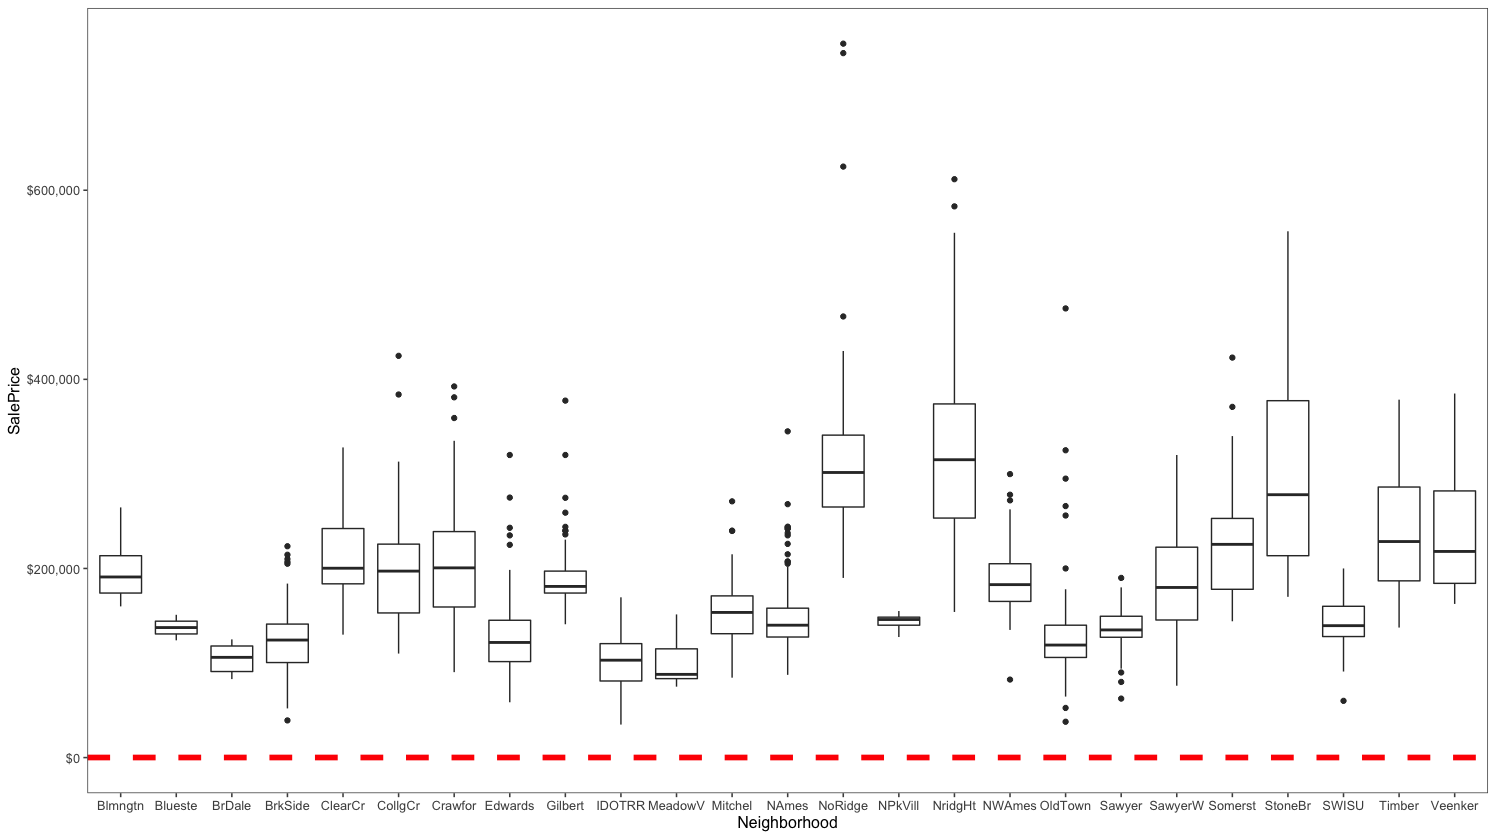 $600,000
$400,000
$200,000
$0
SalePrice
Blmngtn Blueste BrDale BrkSide ClearCr CollgCr Crawfor Edwards Gilbert IDOTRR MeadowV Mitchel NAmes NoRidge NPkVill NridgHt NWAmes OldTown Sawyer SawyerW Somerst StoneBr SWISU Timber Veenker
Neighborhood